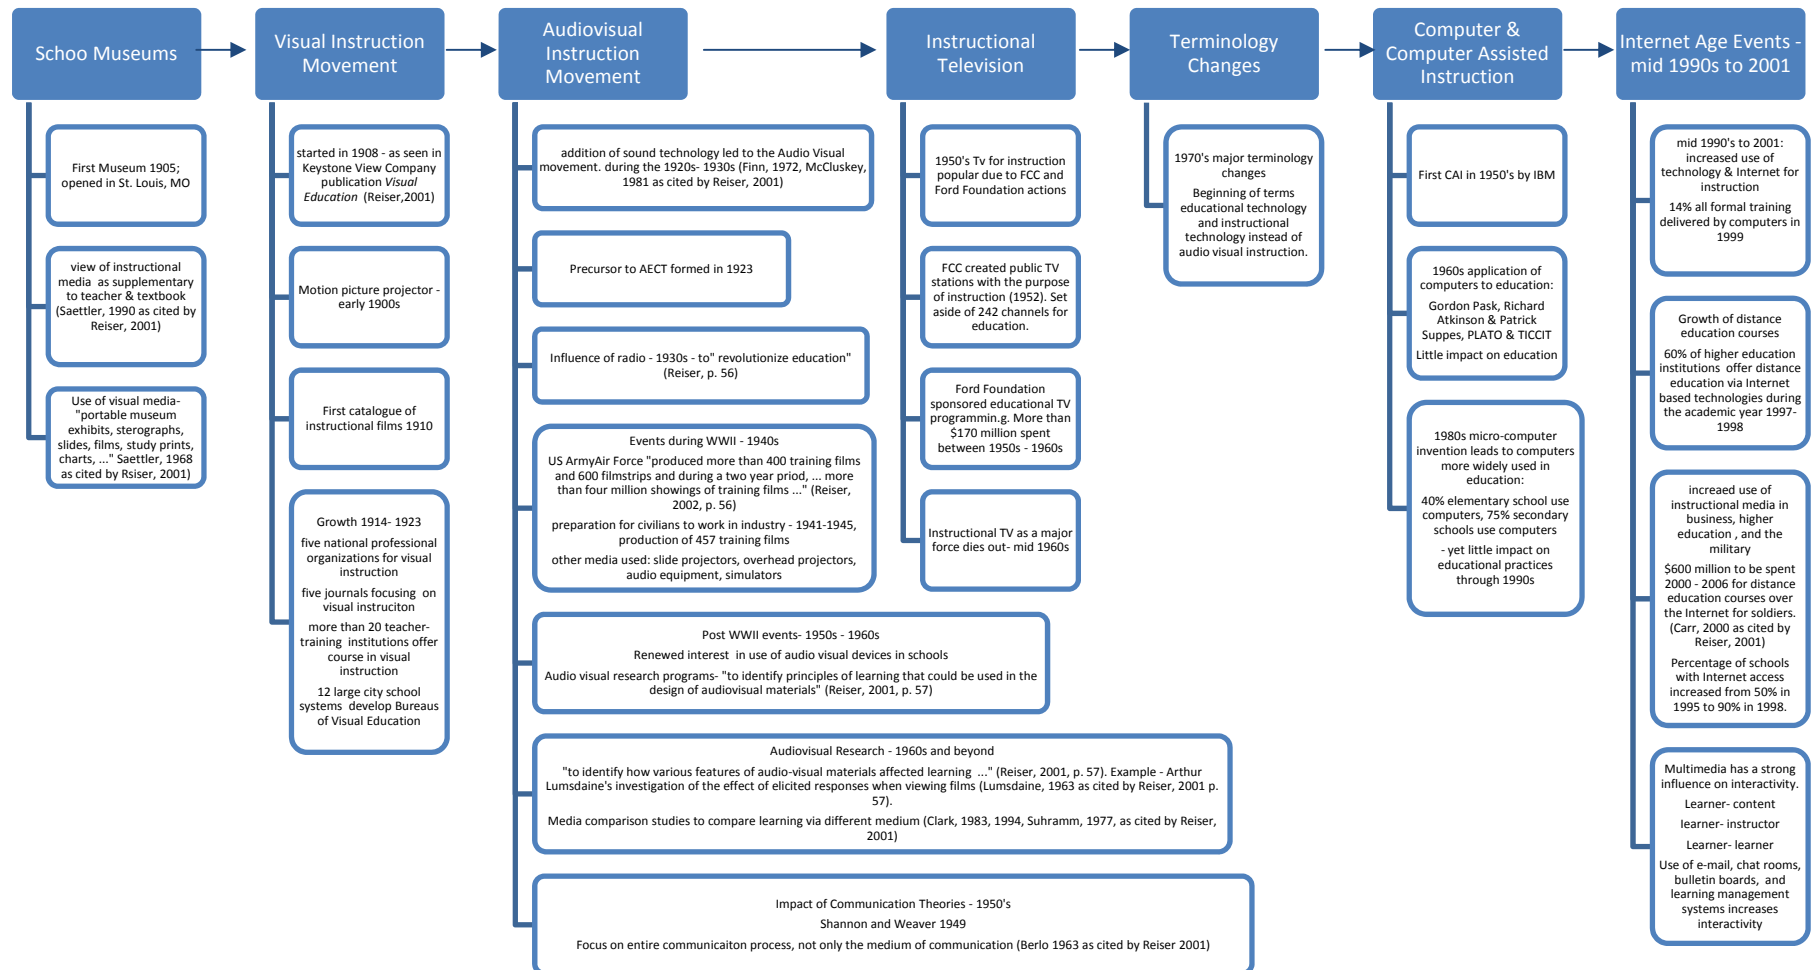 Schoo Museums
Visual Instruction
Movement
Audiovisual
Instruction
Movement
Instructional
Television
Terminology
Changes
Computer &
Computer Assisted
Instruction
Internet Age Events -
mid 1990s to 2001
First Museum 1905;
opened in St. Louis, MO
view of instructional
media as supplementary
to teacher & textbook
(Saettler, 1990 as cited by
Reiser, 2001)
Use of visual media-
"portable museum
exhibits, sterographs,
slides, films, study prints,
charts, ..." Saettler, 1968
as cited by Rsiser, 2001)
started in 1908 - as seen in
Keystone View Company
publication Visual
Education (Reiser,2001)
Motion picture projector -
early 1900s
First catalogue of
instructional films 1910
Growth 1914- 1923
five national professional
organizations for visual
instruction
five journals focusing on
visual instruciton
more than 20 teacher-
training institutions offer
course in visual
instruction
12 large city school
systems develop Bureaus
of Visual Education
addition of sound technology led to the Audio Visual
movement. during the 1920s- 1930s (Finn, 1972, McCluskey,
1981 as cited by Reiser, 2001)
Precursor to AECT formed in 1923
Influence of radio - 1930s - to" revolutionize education"
(Reiser, p. 56)
Events during WWII - 1940s
US ArmyAir Force "produced more than 400 training films
and 600 filmstrips and during a two year priod, ... more
than four million showings of training films ..." (Reiser,
2002, p. 56)
preparation for civilians to work in industry - 1941-1945,
production of 457 training films
other media used: slide projectors, overhead projectors,
audio equipment, simulators
Post WWII events- 1950s - 1960s
Renewed interest in use of audio visual devices in schools
Audio visual research programs- "to identify principles of learning that could be used in the
design of audiovisual materials" (Reiser, 2001, p. 57)
Audiovisual Research - 1960s and beyond
"to identify how various features of audio-visual materials affected learning ..." (Reiser, 2001, p. 57). Example - Arthur
Lumsdaine's investigation of the effect of elicited responses when viewing films (Lumsdaine, 1963 as cited by Reiser, 2001 p.
57).
Media comparison studies to compare learning via different medium (Clark, 1983, 1994, Suhramm, 1977, as cited by Reiser,
2001)
Impact of Communication Theories - 1950's
Shannon and Weaver 1949
Focus on entire communicaiton process, not only the medium of communication (Berlo 1963 as cited by Reiser 2001)
1950's Tv for instruction
popular due to FCC and
Ford Foundation actions
FCC created public TV
stations with the purpose
of instruction (1952). Set
aside of 242 channels for
education.
Ford Foundation
sponsored educational TV
programmin.g. More than
$170 million spent
between 1950s - 1960s
Instructional TV as a major
force dies out- mid 1960s
1970's major terminology
changes
Beginning of terms
educational technology
and instructional
technology instead of
audio visual instruction.
First CAI in 1950's by IBM
1960s application of
computers to education:
Gordon Pask, Richard
Atkinson & Patrick
Suppes, PLATO & TICCIT
Little impact on education
1980s micro-computer
invention leads to computers
more widely used in
education:
40% elementary school use
computers, 75% secondary
schools use computers
- yet little impact on
educational practices
through 1990s
mid 1990's to 2001:
increased use of
technology & Internet for
instruction
14% all formal training
delivered by computers in
1999
Growth of distance
education courses
60% of higher education
institutions offer distance
education via Internet
based technologies during
the academic year 1997-
1998
increaed use of
instructional media in
business, higher
education , and the
military
$600 million to be spent
2000 - 2006 for distance
education courses over
the Internet for soldiers.
(Carr, 2000 as cited by
Reiser, 2001)
Percentage of schools
with Internet access
increased from 50% in
1995 to 90% in 1998.
Multimedia has a strong
influence on interactivity.
Learner- content
learner- instructor
Learner- learner
Use of e-mail, chat rooms,
bulletin boards, and
learning management
systems increases
interactivity